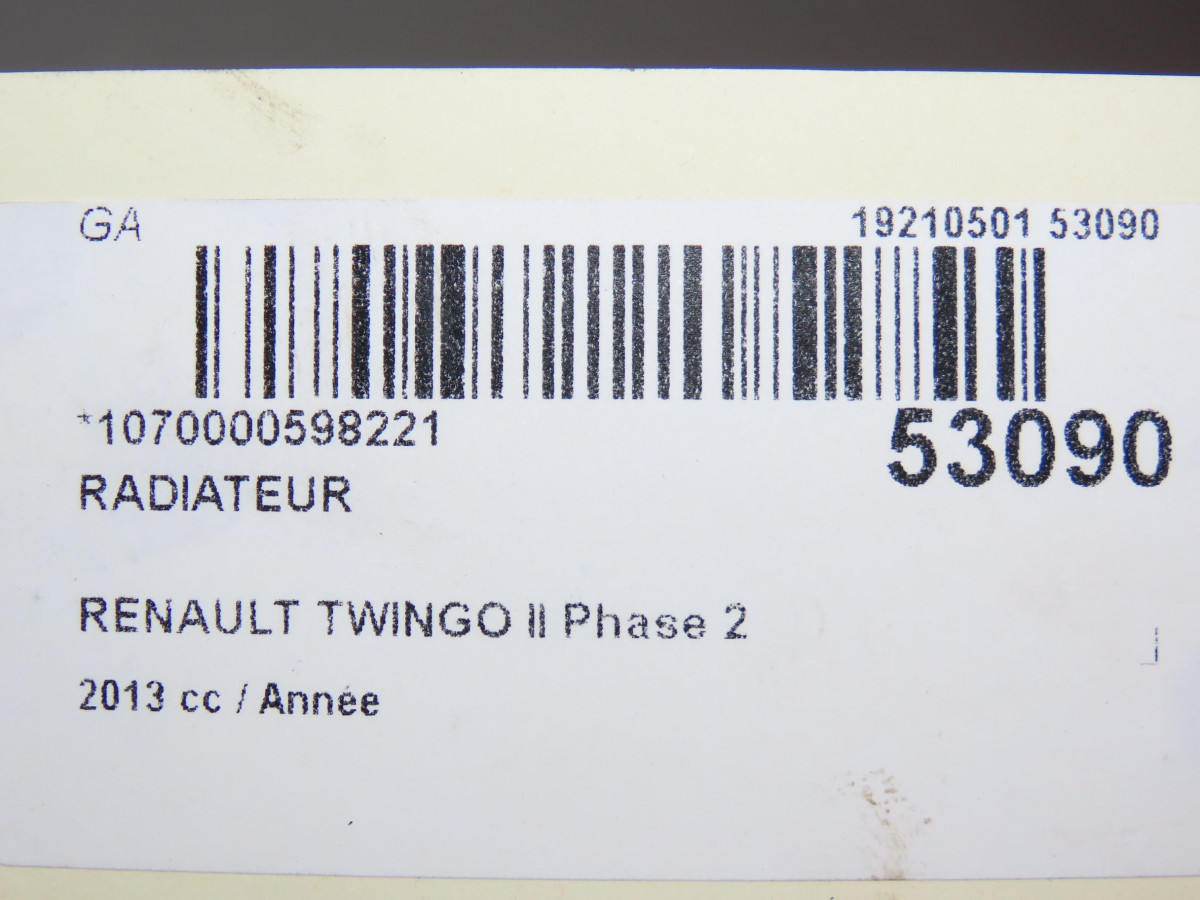 GA 19210501 53090
*1070000598221
53090
RADIATEUR
RENAULT TWINGO II Phase 2
2013 cc / Année